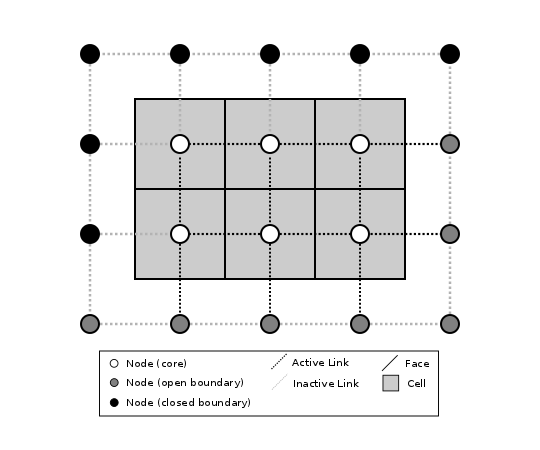 Node (core)
Node (open boundary)
Node (closed boundary)
Active Link
Inactive Link
Face
Cell